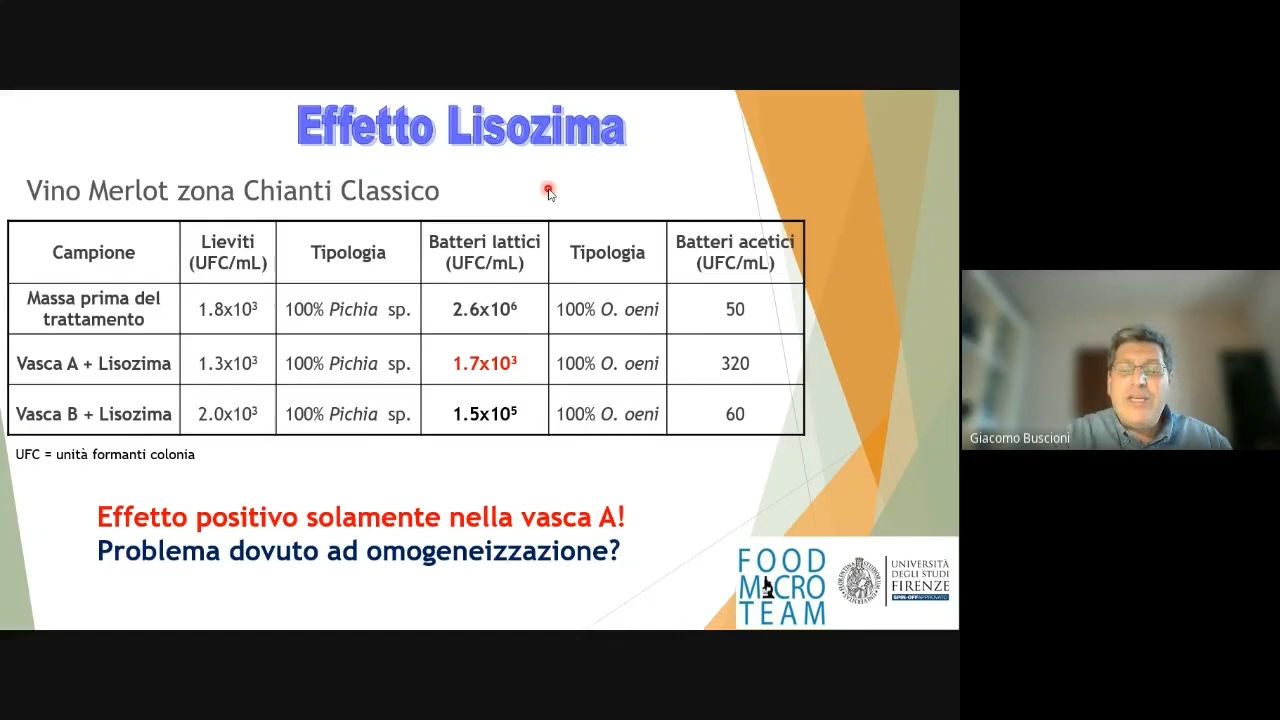 Effetto Lisozima
Vino Merlot zona Chianti Classico
Campione
Lieviti
(UFC/mL)
Tipologia
Batteri lattici
(UFC/mL)
Tipologia
Batteri acetici
(UFC/mL)
Massa prima del
trattamento
1.8x10³
100% Pichia sp.
2.6x10⁶
100% O. oeni
50
Vasca A + Lisozima
1.3x10³
100% Pichia sp.
1.7x10³
100% O. oeni
320
Vasca B + Lisozima
2.0x10³
100% Pichia sp.
1.5x10⁵
100% O. oeni
60
UFC = unità formanti colonia
Effetto positivo solamente nella vasca A!
Problema dovuto ad omogeneizzazione?
FOOD
MICRO
TEAM
UNIVERSITÀ
DEGLI STUDI
FIRENZE
SPIN-OFF APPROVATO
Giacomo Buscioni